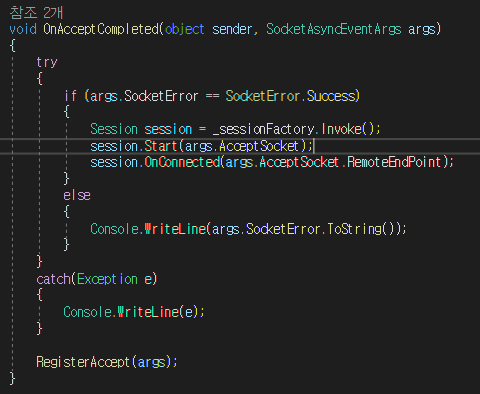 참조 2개
void OnAcceptCompleted(object sender, SocketAsyncEventArgs args)
{
try
{
if (args.SocketError == SocketError.Success)
{
Session session = _sessionFactory.Invoke();
session.Start(args.AcceptSocket);
session.OnConnected(args.AcceptSocket.RemoteEndPoint);
}
else
{
Console.WriteLine(args.SocketError.ToString());
}
}
catch(Exception e)
{
Console.WriteLine(e);
}
RegisterAccept(args);
}